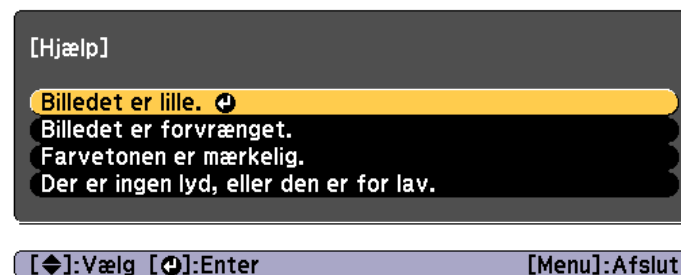 [Hjælp]
Billedet er lille.
Billedet er forvrænget.
Farvetonen er mærkelig.
Der er ingen lyd, eller den er for lav.
[◆]:Vælg [⏎]:Enter [Menu]:Afslut